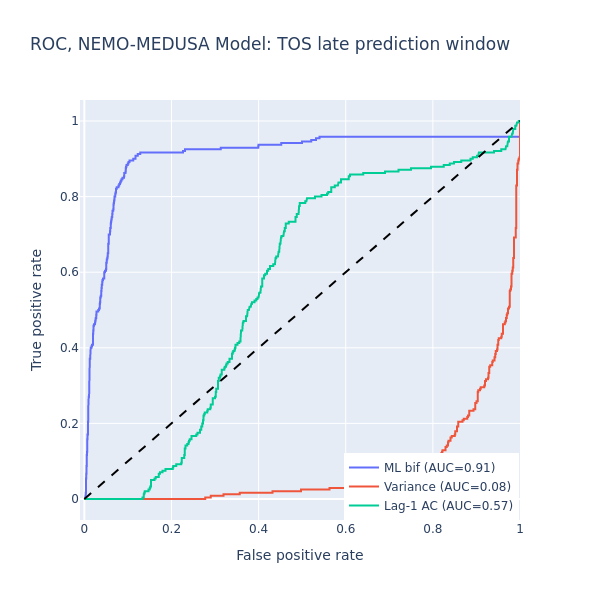 ROC, NEMO-MEDUSA Model: TOS late prediction window
1
0.8
0.6
0.4
0.2
0
True positive rate
ML bif (AUC=0.91)
Variance (AUC=0.08)
Lag-1 AC (AUC=0.57)
0 0.2 0.4 0.6 0.8 1
False positive rate